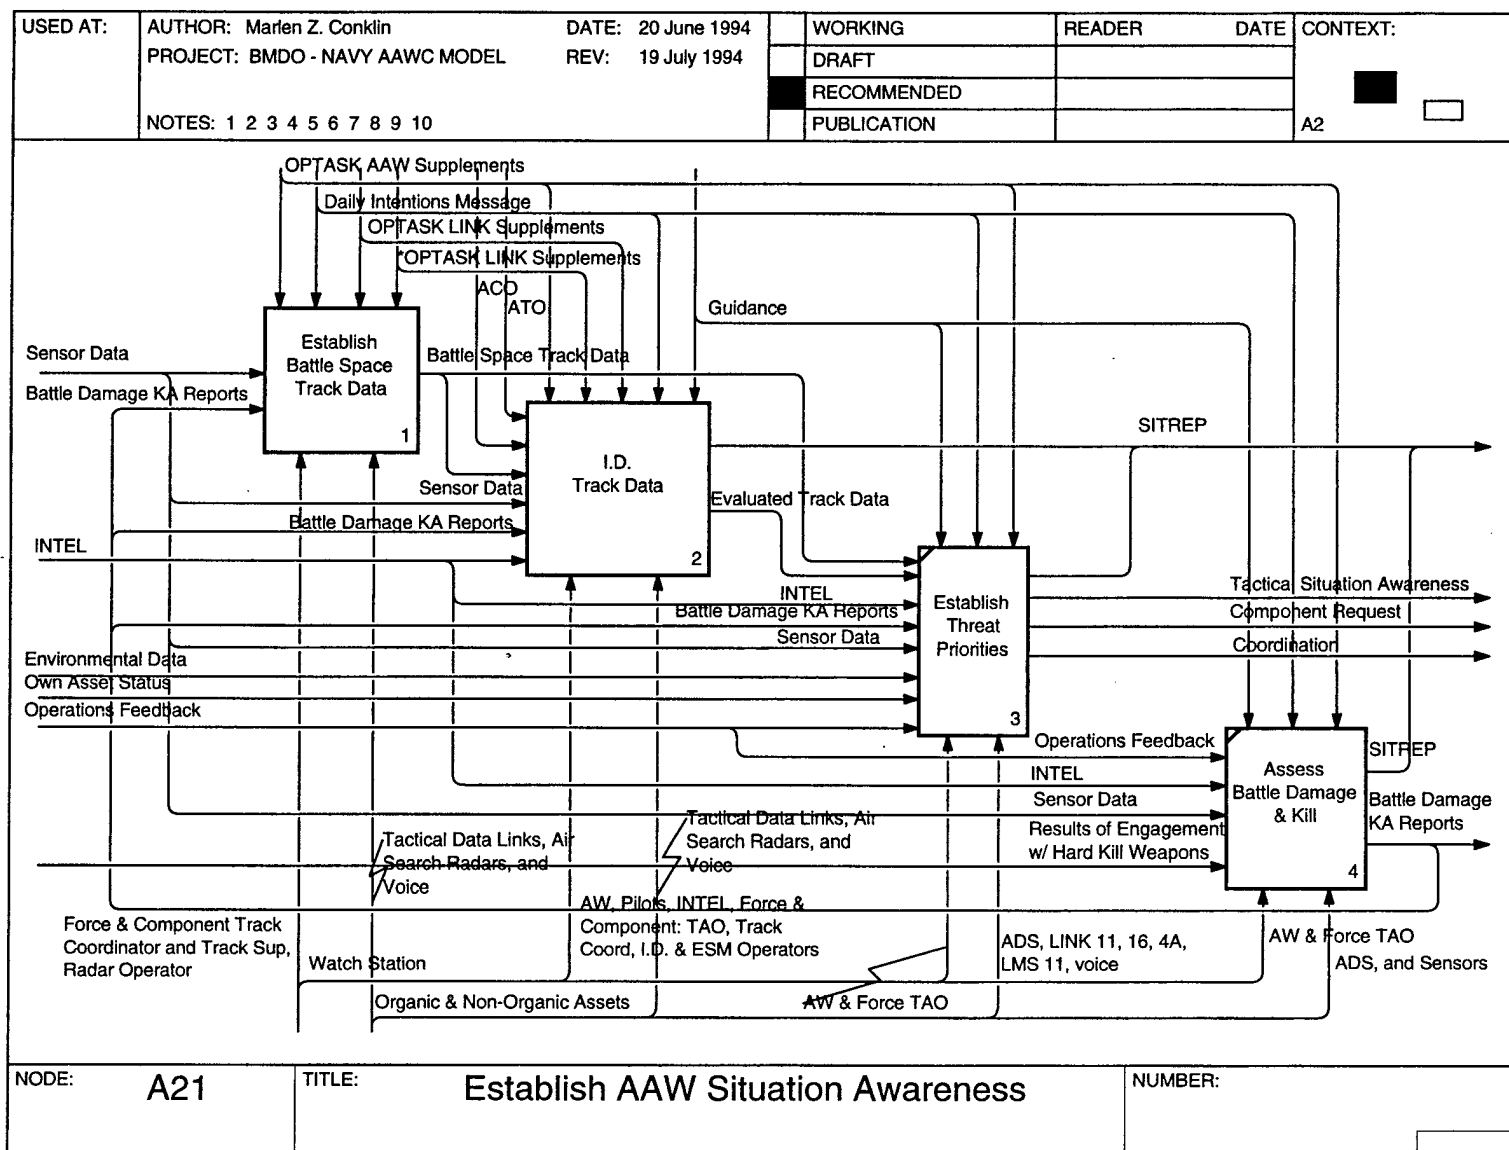 USED AT:
AUTHOR: Marlen Z. Conklin
DATE: 20 June 1994
PROJECT: BMDO - NAVY AAWC MODEL
REV: 19 July 1994
NOTES: 1 2 3 4 5 6 7 8 9 10
WORKING
DRAFT
RECOMMENDED
PUBLICATION
READER DATE
CONTEXT:
A2
OPTASK AAW Supplements
Daily Intentions Message
OPTASK LINK Supplements
*OPTASK LINK Supplements
ACO
ATO
Guidance
Establish
Battle Space
Track Data
1
Sensor Data
Battle Damage KA Reports
Battle Space Track Data
I.D.
Track Data
2
SITREP
Sensor Data
Evaluated Track Data
Battle Damage KA Reports
INTEL
INTEL
Battle Damage KA Reports
Sensor Data
Establish
Threat
Priorities
3
Tactical Situation Awareness
Component Request
Coordination
Environmental Data
Own Asset Status
Operations Feedback
Operations Feedback
INTEL
Sensor Data
Results of Engagement
w/ Hard Kill Weapons
Assess
Battle Damage
& Kill
4
SITREP
Battle Damage
KA Reports
Tactical Data Links, Air
Search Radars, and
Voice
Tactical Data Links, Air
Search Radars, and
Voice
Force & Component Track
Coordinator and Track Sup,
Radar Operator
AW, Pilots, INTEL, Force &
Component: TAO, Track
Coord, I.D. & ESM Operators
Watch Station
Organic & Non-Organic Assets
AW & Force TAO
ADS, LINK 11, 16, 4A,
LMS 11, voice
AW & Force TAO
ADS, and Sensors
NODE:
A21
TITLE:
Establish AAW Situation Awareness
NUMBER: